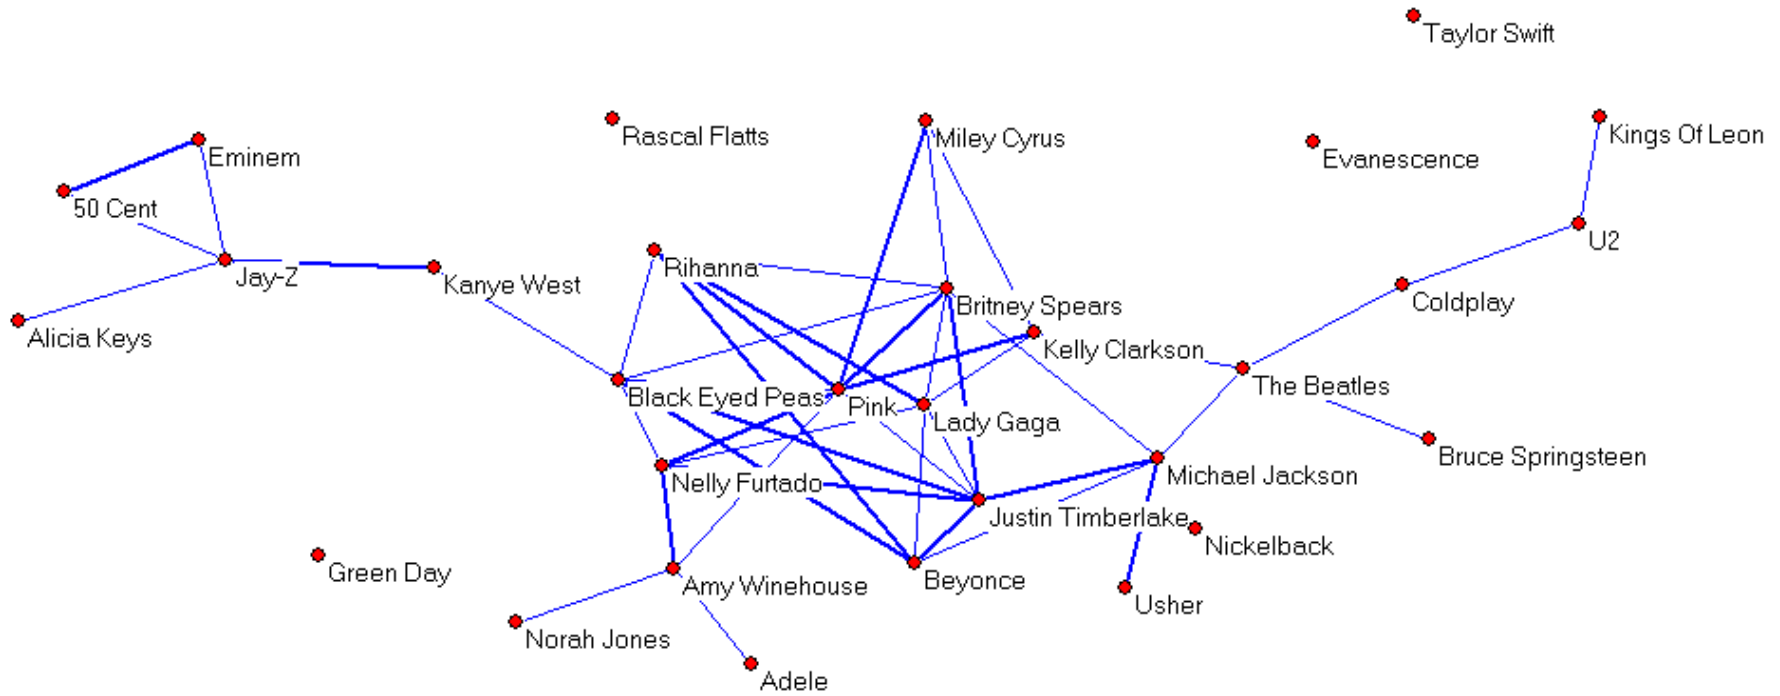 Taylor Swift
Rascal Flatts
Miley Cyrus
Kings Of Leon
Eminem
Evanescence
50 Cent
U2
Jay-Z
Rihanna
Kanye West
Britney Spears
Coldplay
Alicia Keys
Kelly Clarkson
The Beatles
Black Eyed Peas
Pink
Lady Gaga
Bruce Springsteen
Nelly Furtado
Michael Jackson
Justin Timberlake
Nickelback
Green Day
Amy Winehouse
Beyonce
Usher
Norah Jones
Adele